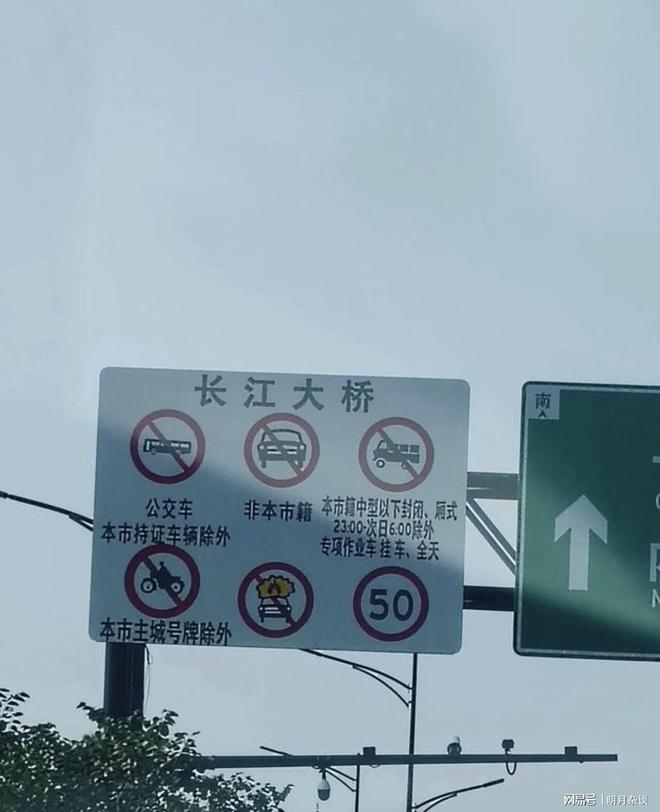 长江大桥
公交车
本市持证车辆除外
非本市籍
本市籍中型以下封闭、厢式
23:00-次日6:00除外
专项作业车挂车、全天
本市主城号牌除外
50
南
网易号 | 明月杂谈